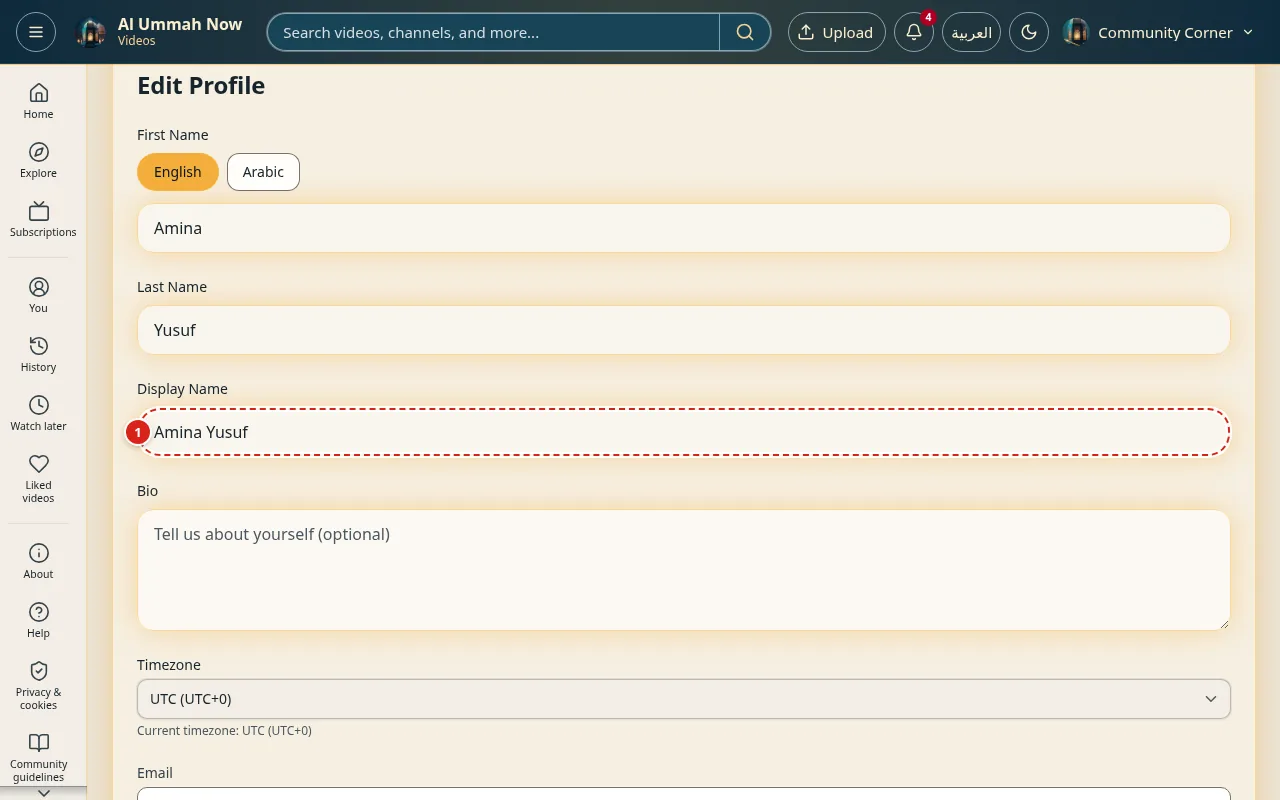 Al Ummah Now
Videos
Search videos, channels, and more...
Upload
4
العربية
Community Corner
Home
Explore
Subscriptions
You
History
Watch later
Liked
videos
About
Help
Privacy &
cookies
Community
guidelines
Edit Profile
First Name
English
Arabic
Amina
Last Name
Yusuf
Display Name
1
Amina Yusuf
Bio
Tell us about yourself (optional)
Timezone
UTC (UTC+0)
Current timezone: UTC (UTC+0)
Email